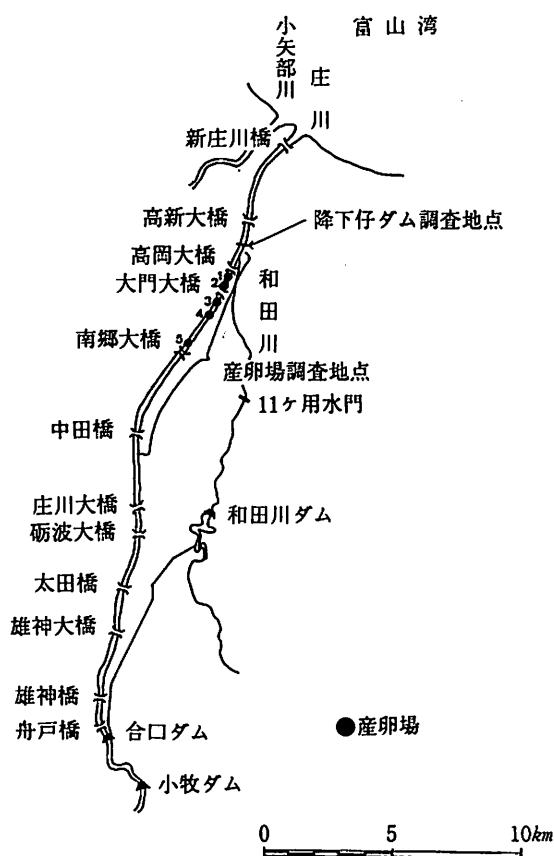 富山湾
小矢部川
庄川
新庄川橋
高新大橋
降下仔ダム調査地点
高岡大橋
大門大橋
1
2
3
4
和田川
南郷大橋
5
産卵場調査地点
11ヶ用水門
中田橋
庄川大橋
和田川ダム
砺波大橋
太田橋
雄神大橋
雄神橋
舟戸橋
合口ダム
●産卵場
小牧ダム
0 5 10km